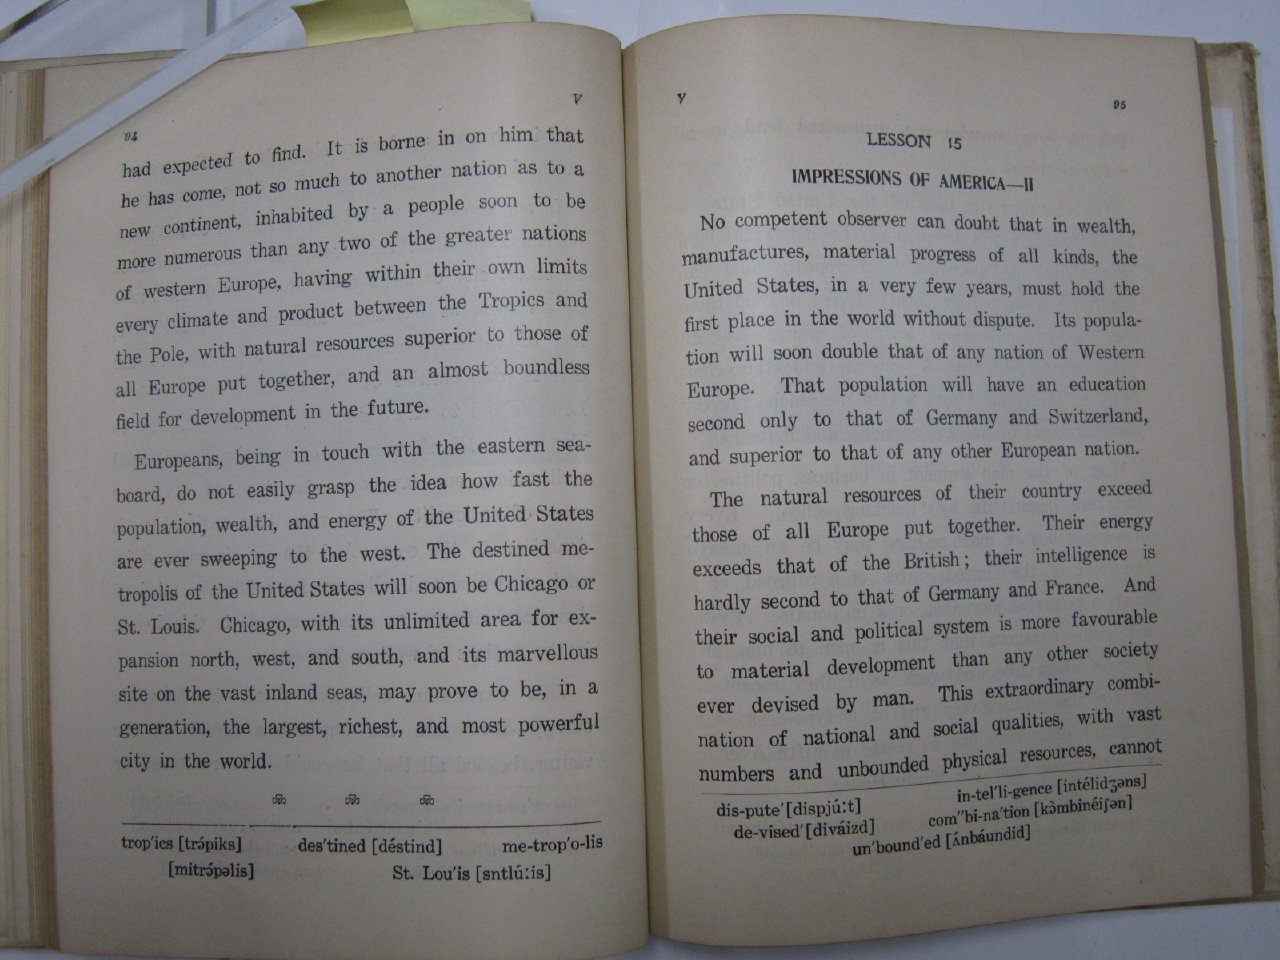 94 V
had expected to find. It is borne in on him that
he has come, not so much to another nation as to a
new continent, inhabited by a people soon to be
more numerous than any two of the greater nations
of western Europe, having within their own limits
every climate and product between the Tropics and
the Pole, with natural resources superior to those of
all Europe put together, and an almost boundless
field for development in the future.
Europeans, being in touch with the eastern sea-
board, do not easily grasp the idea how fast the
population, wealth, and energy of the United States
are ever sweeping to the west. The destined me-
tropolis of the United States will soon be Chicago or
St. Louis. Chicago, with its unlimited area for ex-
pansion north, west, and south, and its marvellous
site on the vast inland seas, may prove to be, in a
generation, the largest, richest, and most powerful
city in the world.
trop′ics [trɔ́piks] des′tined [déstind] me-trop′o-lis
[mitrɔ́pəlis] St. Lou′is [sntlúːis]
V 95
LESSON 15
IMPRESSIONS OF AMERICA—II
No competent observer can doubt that in wealth,
manufactures, material progress of all kinds, the
United States, in a very few years, must hold the
first place in the world without dispute. Its popula-
tion will soon double that of any nation of Western
Europe. That population will have an education
second only to that of Germany and Switzerland,
and superior to that of any other European nation.
The natural resources of their country exceed
those of all Europe put together. Their energy
exceeds that of the British; their intelligence is
hardly second to that of Germany and France. And
their social and political system is more favourable
to material development than any other society
ever devised by man. This extraordinary combi-
nation of national and social qualities, with vast
numbers and unbounded physical resources, cannot
dis-pute′ [dispjúːt] in-tel′li-gence [intélidʒəns]
de-vised′ [diváizd] com″bi-na′tion [kɔ̀mbinéiʃən]
un′bound′ed [ʌ́nbáundid]